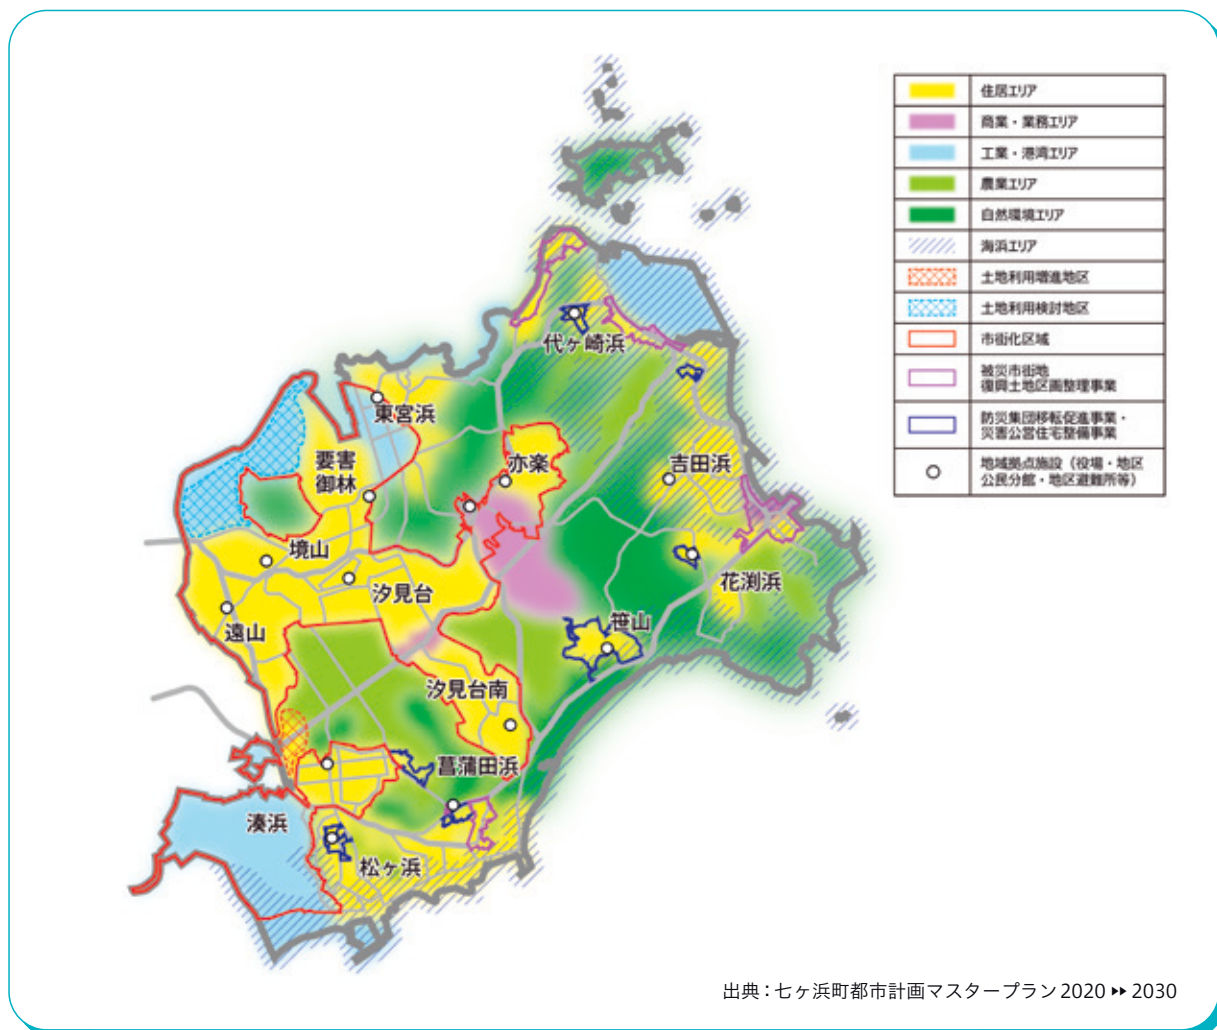 住居エリア
商業・業務エリア
工業・港湾エリア
農業エリア
自然環境エリア
海浜エリア
土地利用増進地区
土地利用検討地区
市街化区域
被災市街地
復興土地区画整理事業
防災集団移転促進事業・
災害公営住宅整備事業
地域拠点施設（役場・地区
公民分館・地区避難所等）
代ヶ崎浜
東宮浜
要害
御林
亦楽
吉田浜
境山
汐見台
花渕浜
遠山
笹山
汐見台南
菖蒲田浜
湊浜
松ヶ浜
出典：七ヶ浜町都市計画マスタープラン 2020 ▸▸ 2030